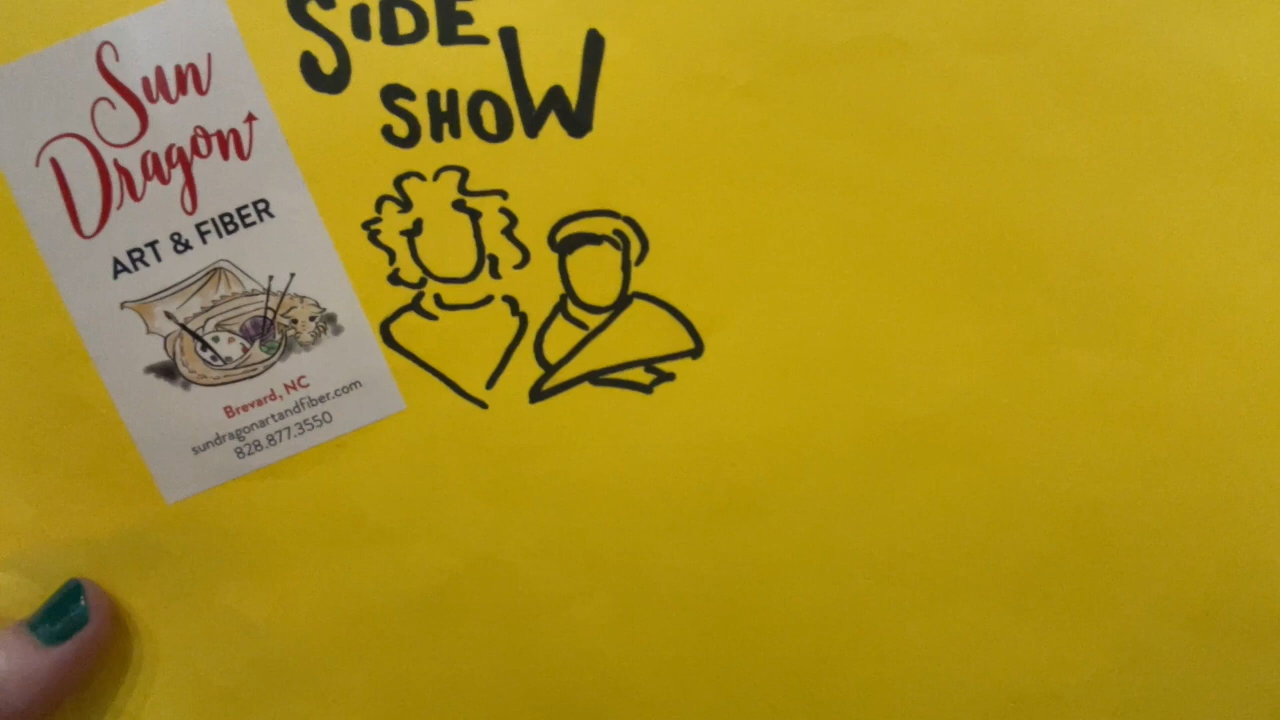 Sun
Dragon
ART & FIBER
Brevard, NC
sundragonartandfiber.com
828.877.3550
SIDE
SHOW